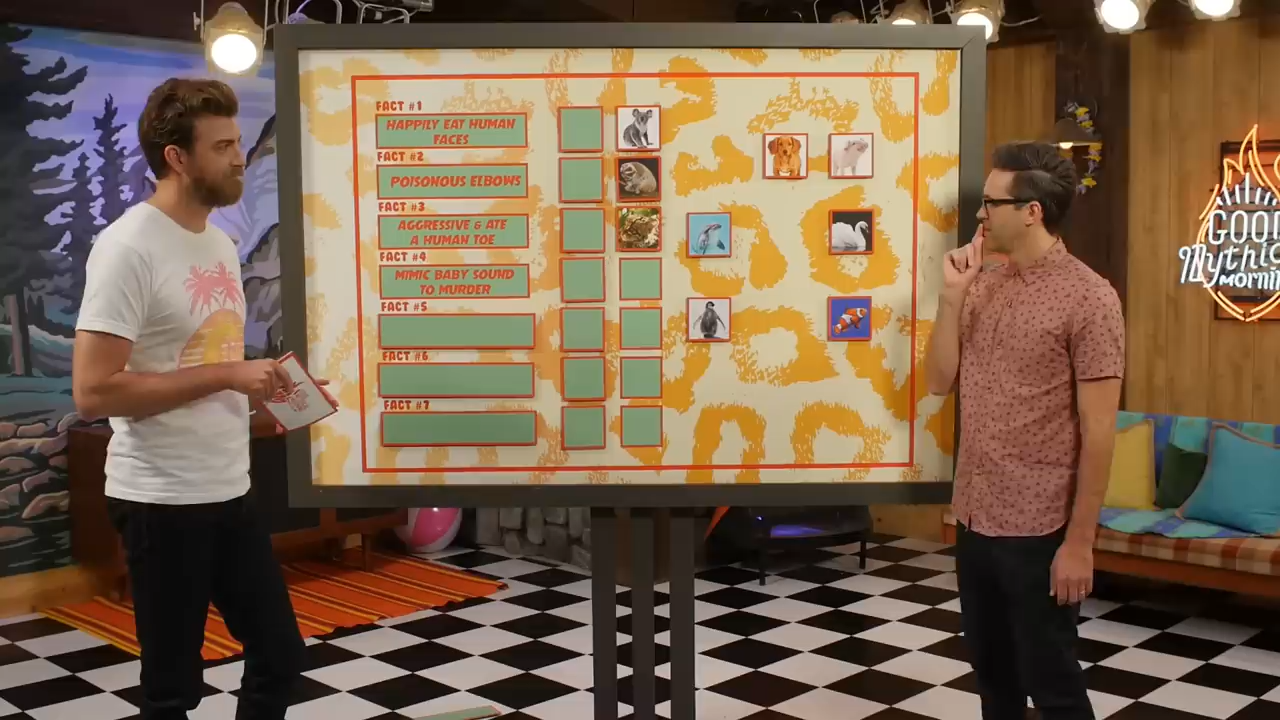 FACT #1
HAPPILY EAT HUMAN
FACES
FACT #2
POISONOUS ELBOWS
FACT #3
AGGRESSIVE & ATE
A HUMAN TOE
FACT #4
MIMIC BABY SOUND
TO MURDER
FACT #5
FACT #6
FACT #7
GOOD
Mythical
MORNING